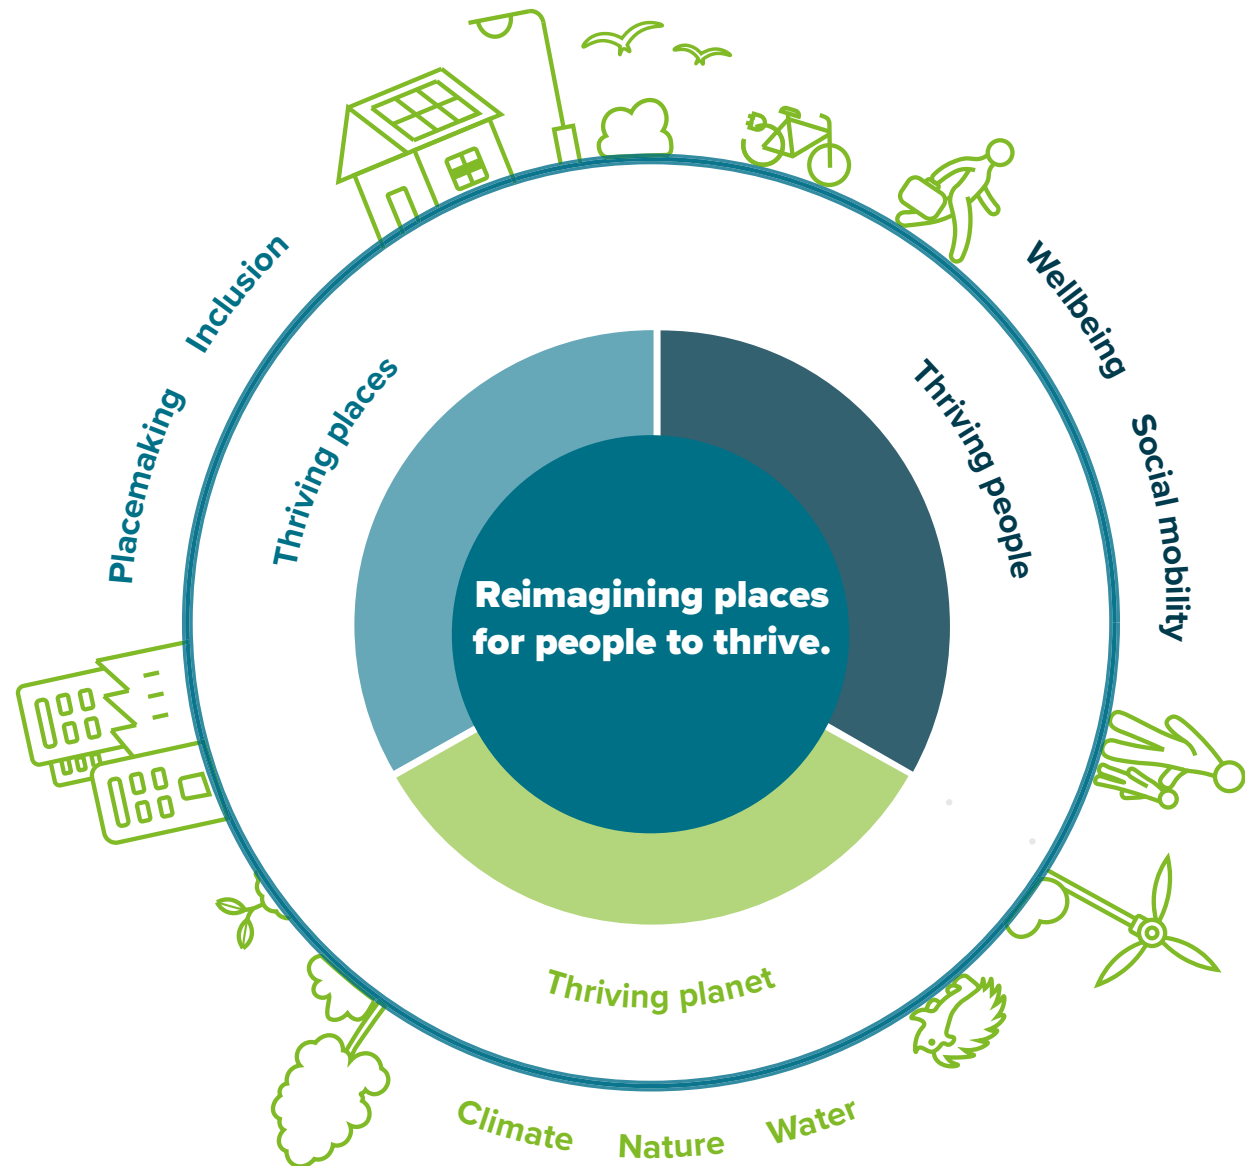 Inclusion
Placemaking
Thriving places
Wellbeing
Social mobility
Thriving people
Reimagining places
for people to thrive.
Thriving planet
Climate Nature Water